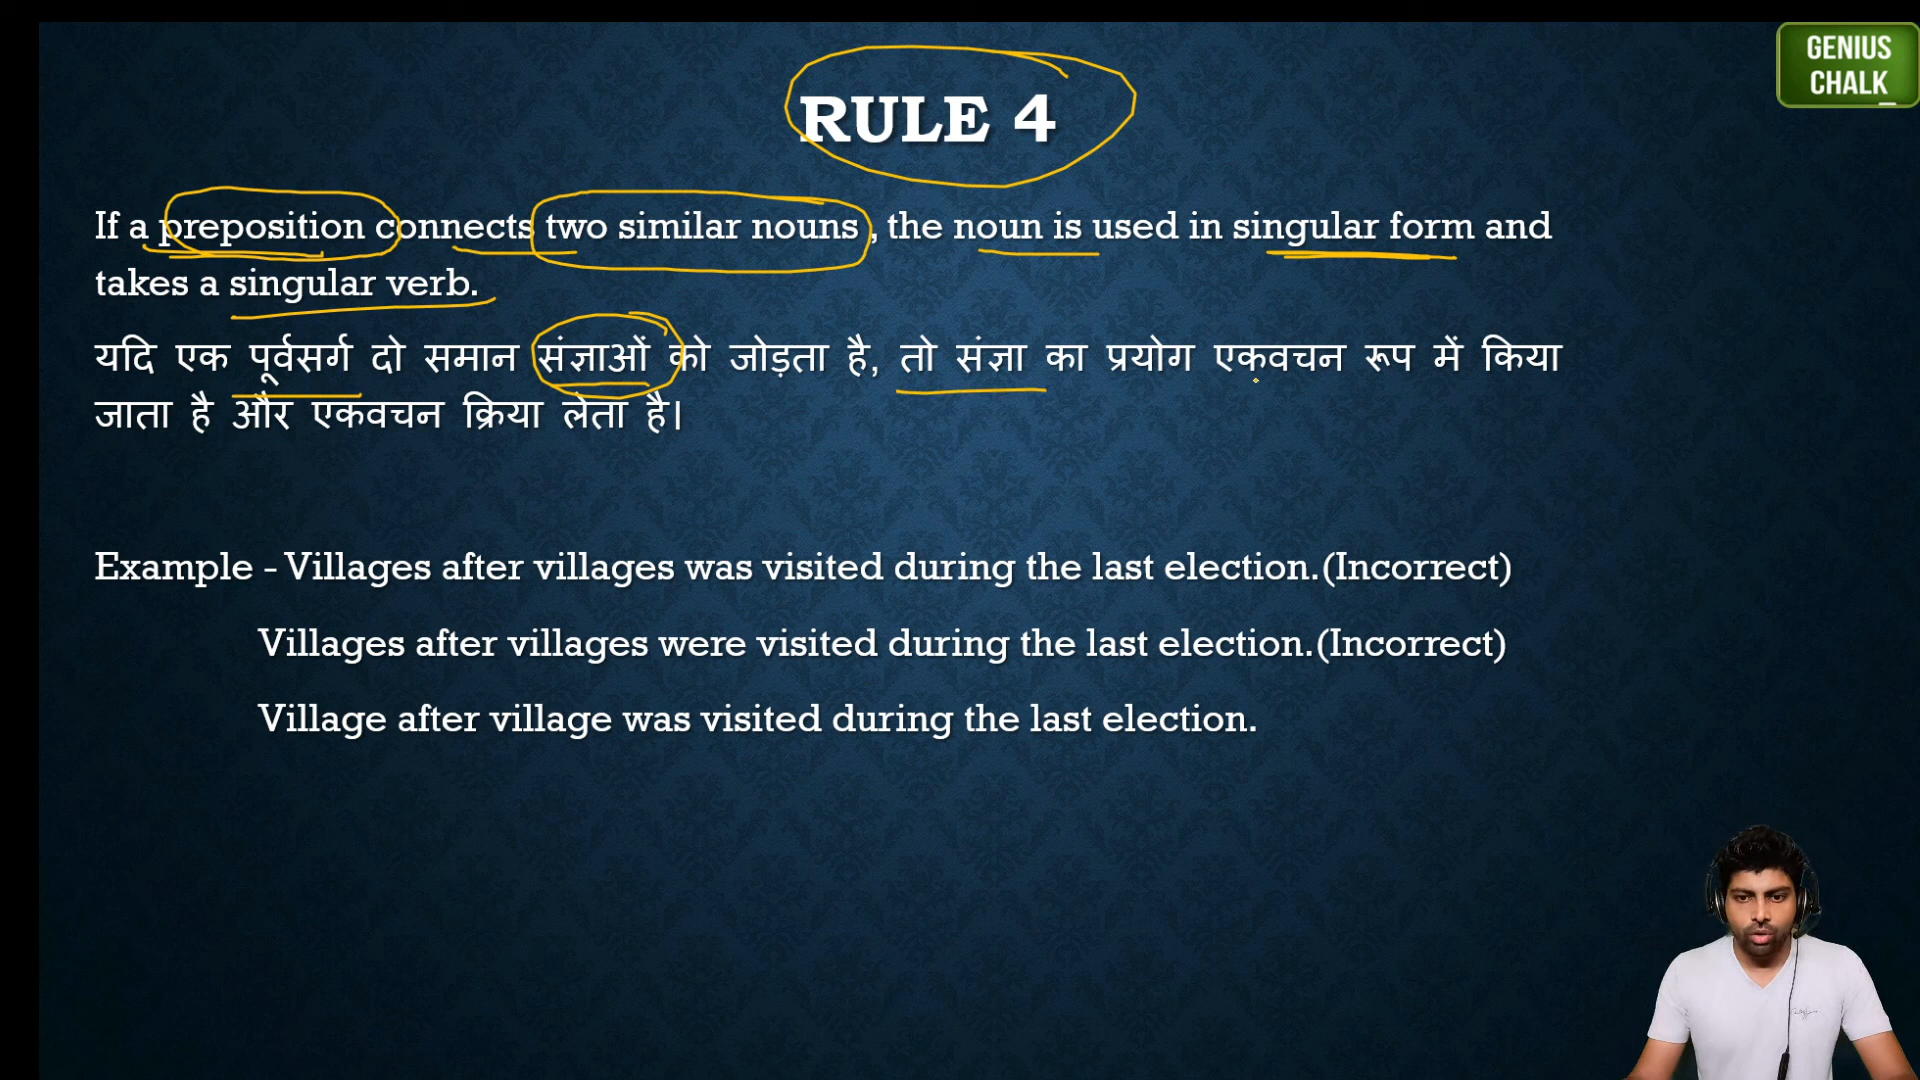 GENIUS
CHALK
RULE 4
If a preposition connects two similar nouns , the noun is used in singular form and
takes a singular verb.
यदि एक पूर्वसर्ग दो समान संज्ञाओं को जोड़ता है, तो संज्ञा का प्रयोग एकवचन रूप में किया
जाता है और एकवचन क्रिया लेता है।
Example - Villages after villages was visited during the last election.(Incorrect)
Villages after villages were visited during the last election.(Incorrect)
Village after village was visited during the last election.